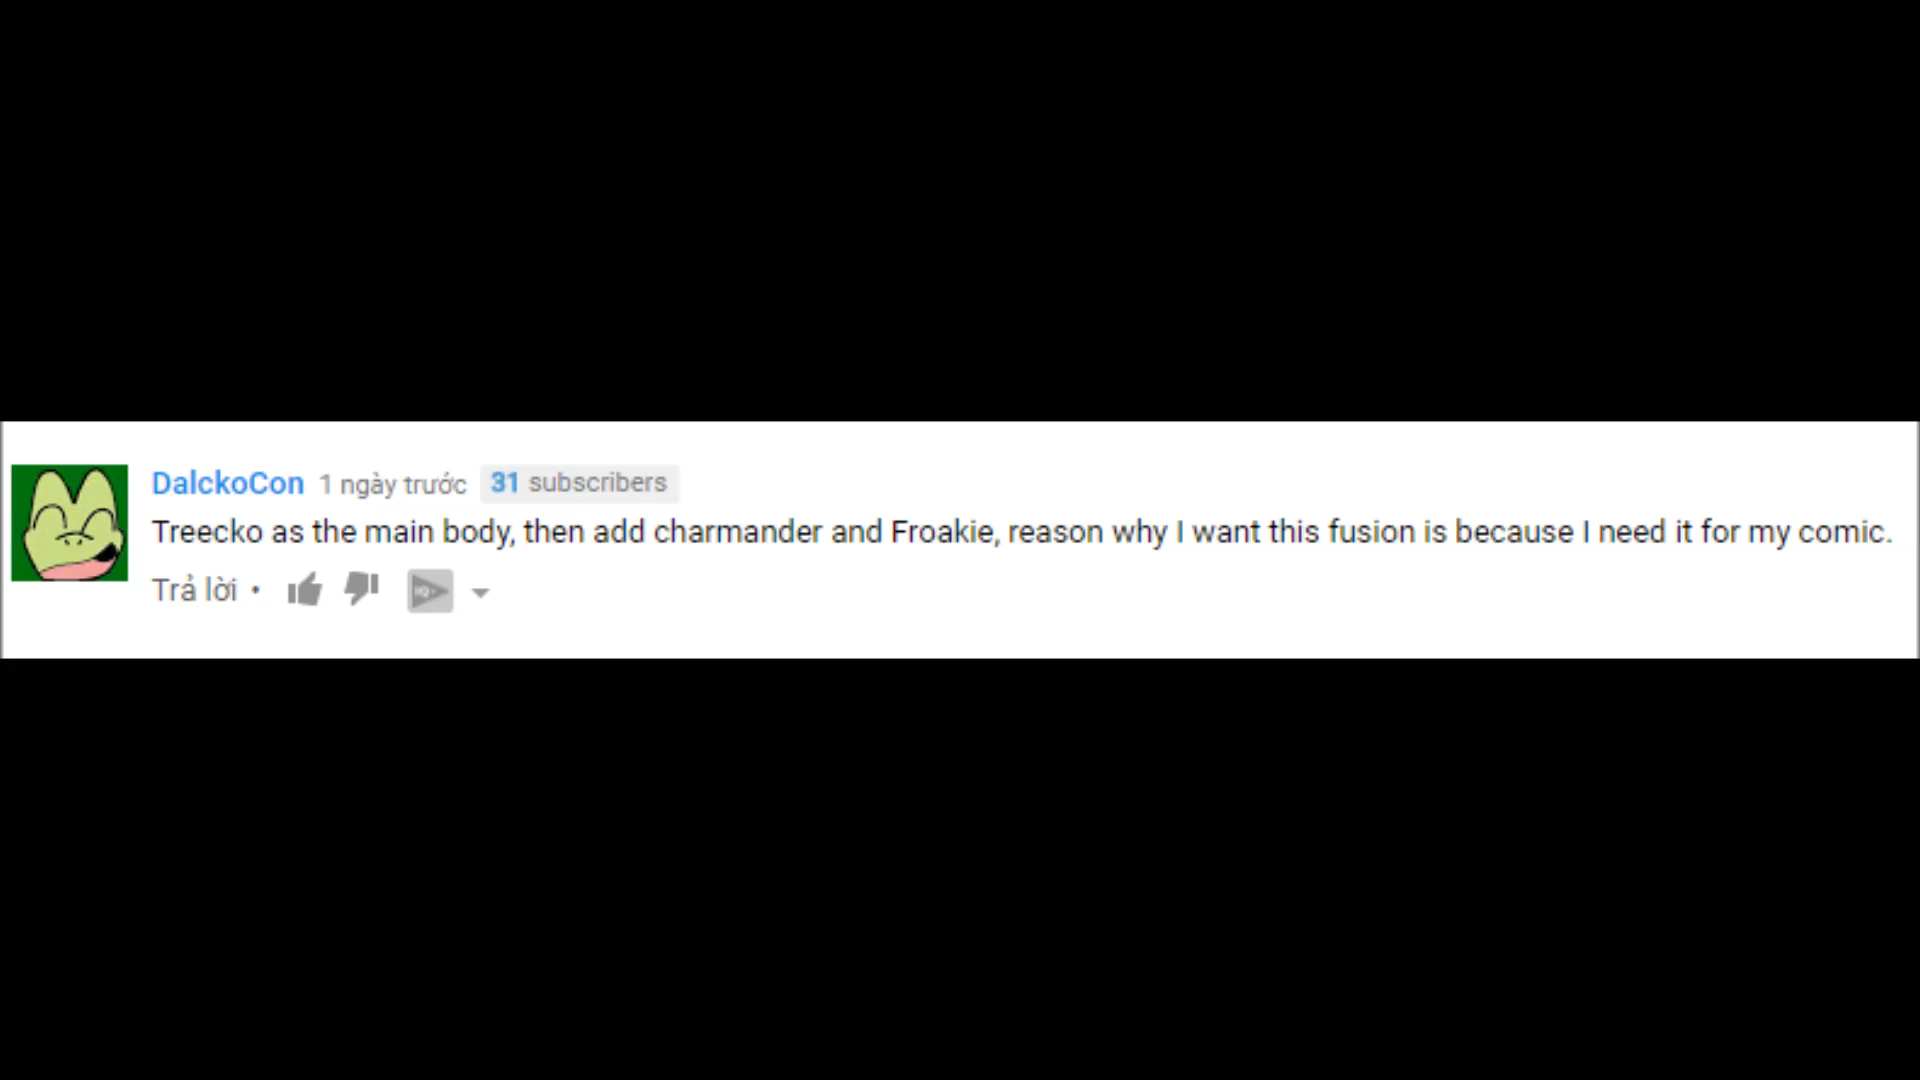 DalckoCon 1 ngày trước 31 subscribers
Treecko as the main body, then add charmander and Froakie, reason why I want this fusion is because I need it for my comic.
Trả lời •